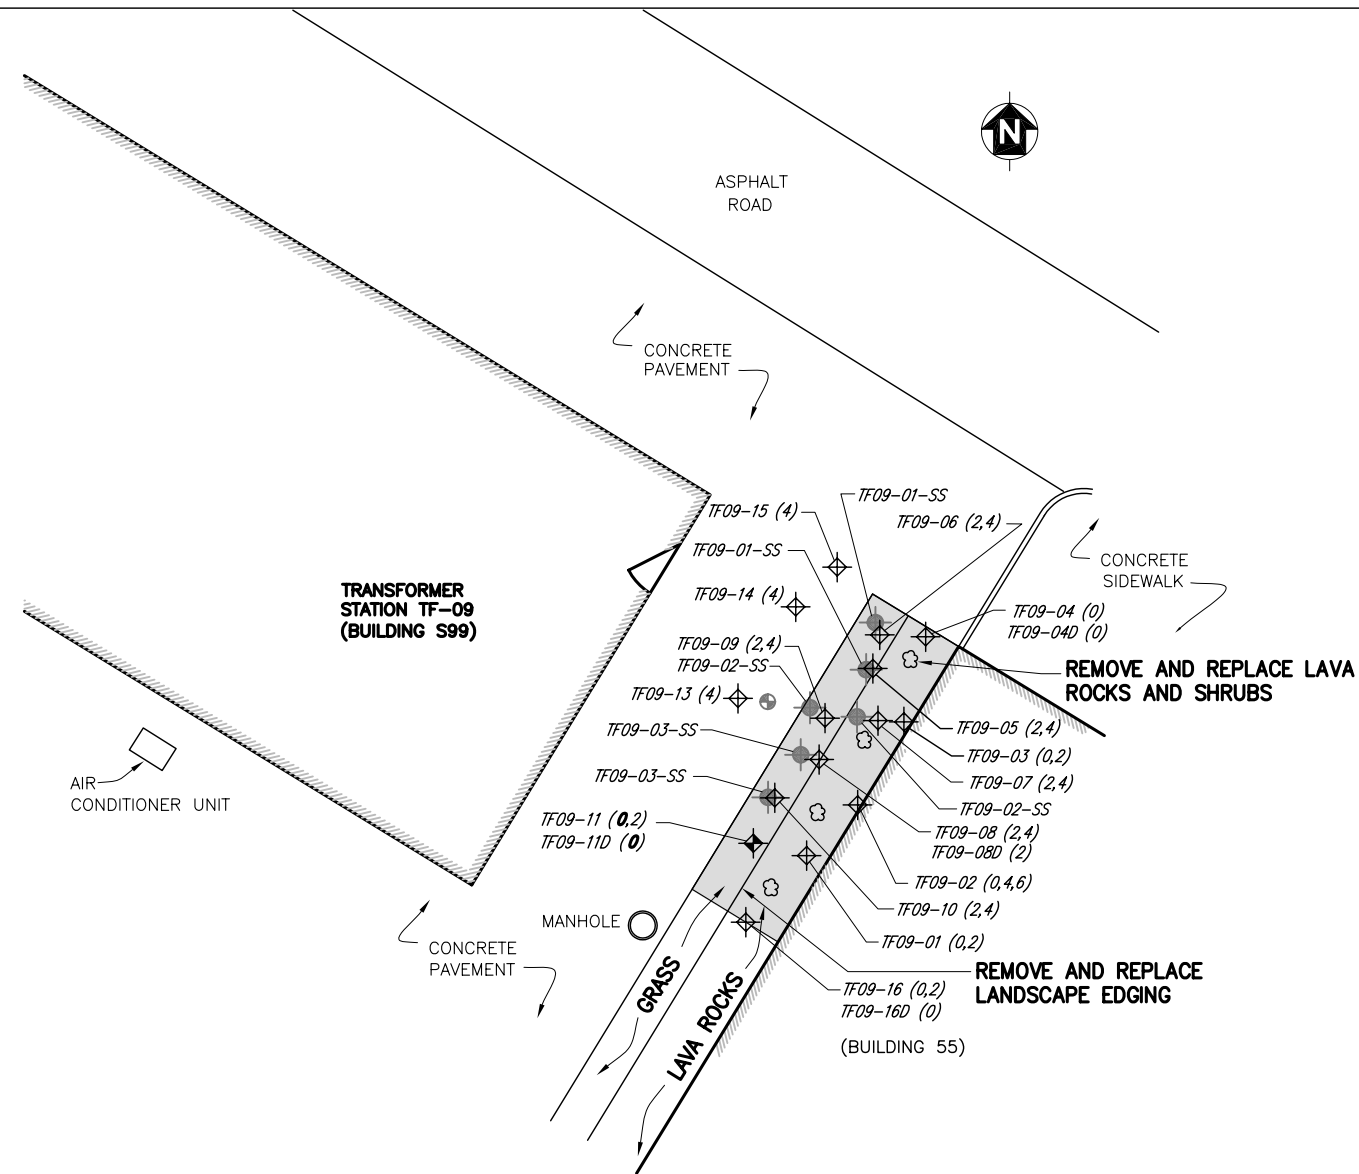 N
ASPHALT
ROAD
CONCRETE
PAVEMENT
TF09-01-SS
TF09-15 (4)
TF09-06 (2,4)
TF09-01-SS
CONCRETE
SIDEWALK
TRANSFORMER
STATION TF-09
(BUILDING S99)
TF09-14 (4)
TF09-04 (0)
TF09-04D (0)
TF09-09 (2,4)
TF09-02-SS
REMOVE AND REPLACE LAVA
ROCKS AND SHRUBS
TF09-13 (4)
TF09-03-SS
TF09-05 (2,4)
TF09-03 (0,2)
TF09-03-SS
TF09-07 (2,4)
AIR
CONDITIONER UNIT
TF09-02-SS
TF09-11 (0,2)
TF09-11D (0)
TF09-08 (2,4)
TF09-08D (2)
TF09-02 (0,4,6)
TF09-10 (2,4)
MANHOLE
TF09-01 (0,2)
CONCRETE
PAVEMENT
GRASS
LAVA ROCKS
REMOVE AND REPLACE
LANDSCAPE EDGING
TF09-16 (0,2)
TF09-16D (0)
(BUILDING 55)